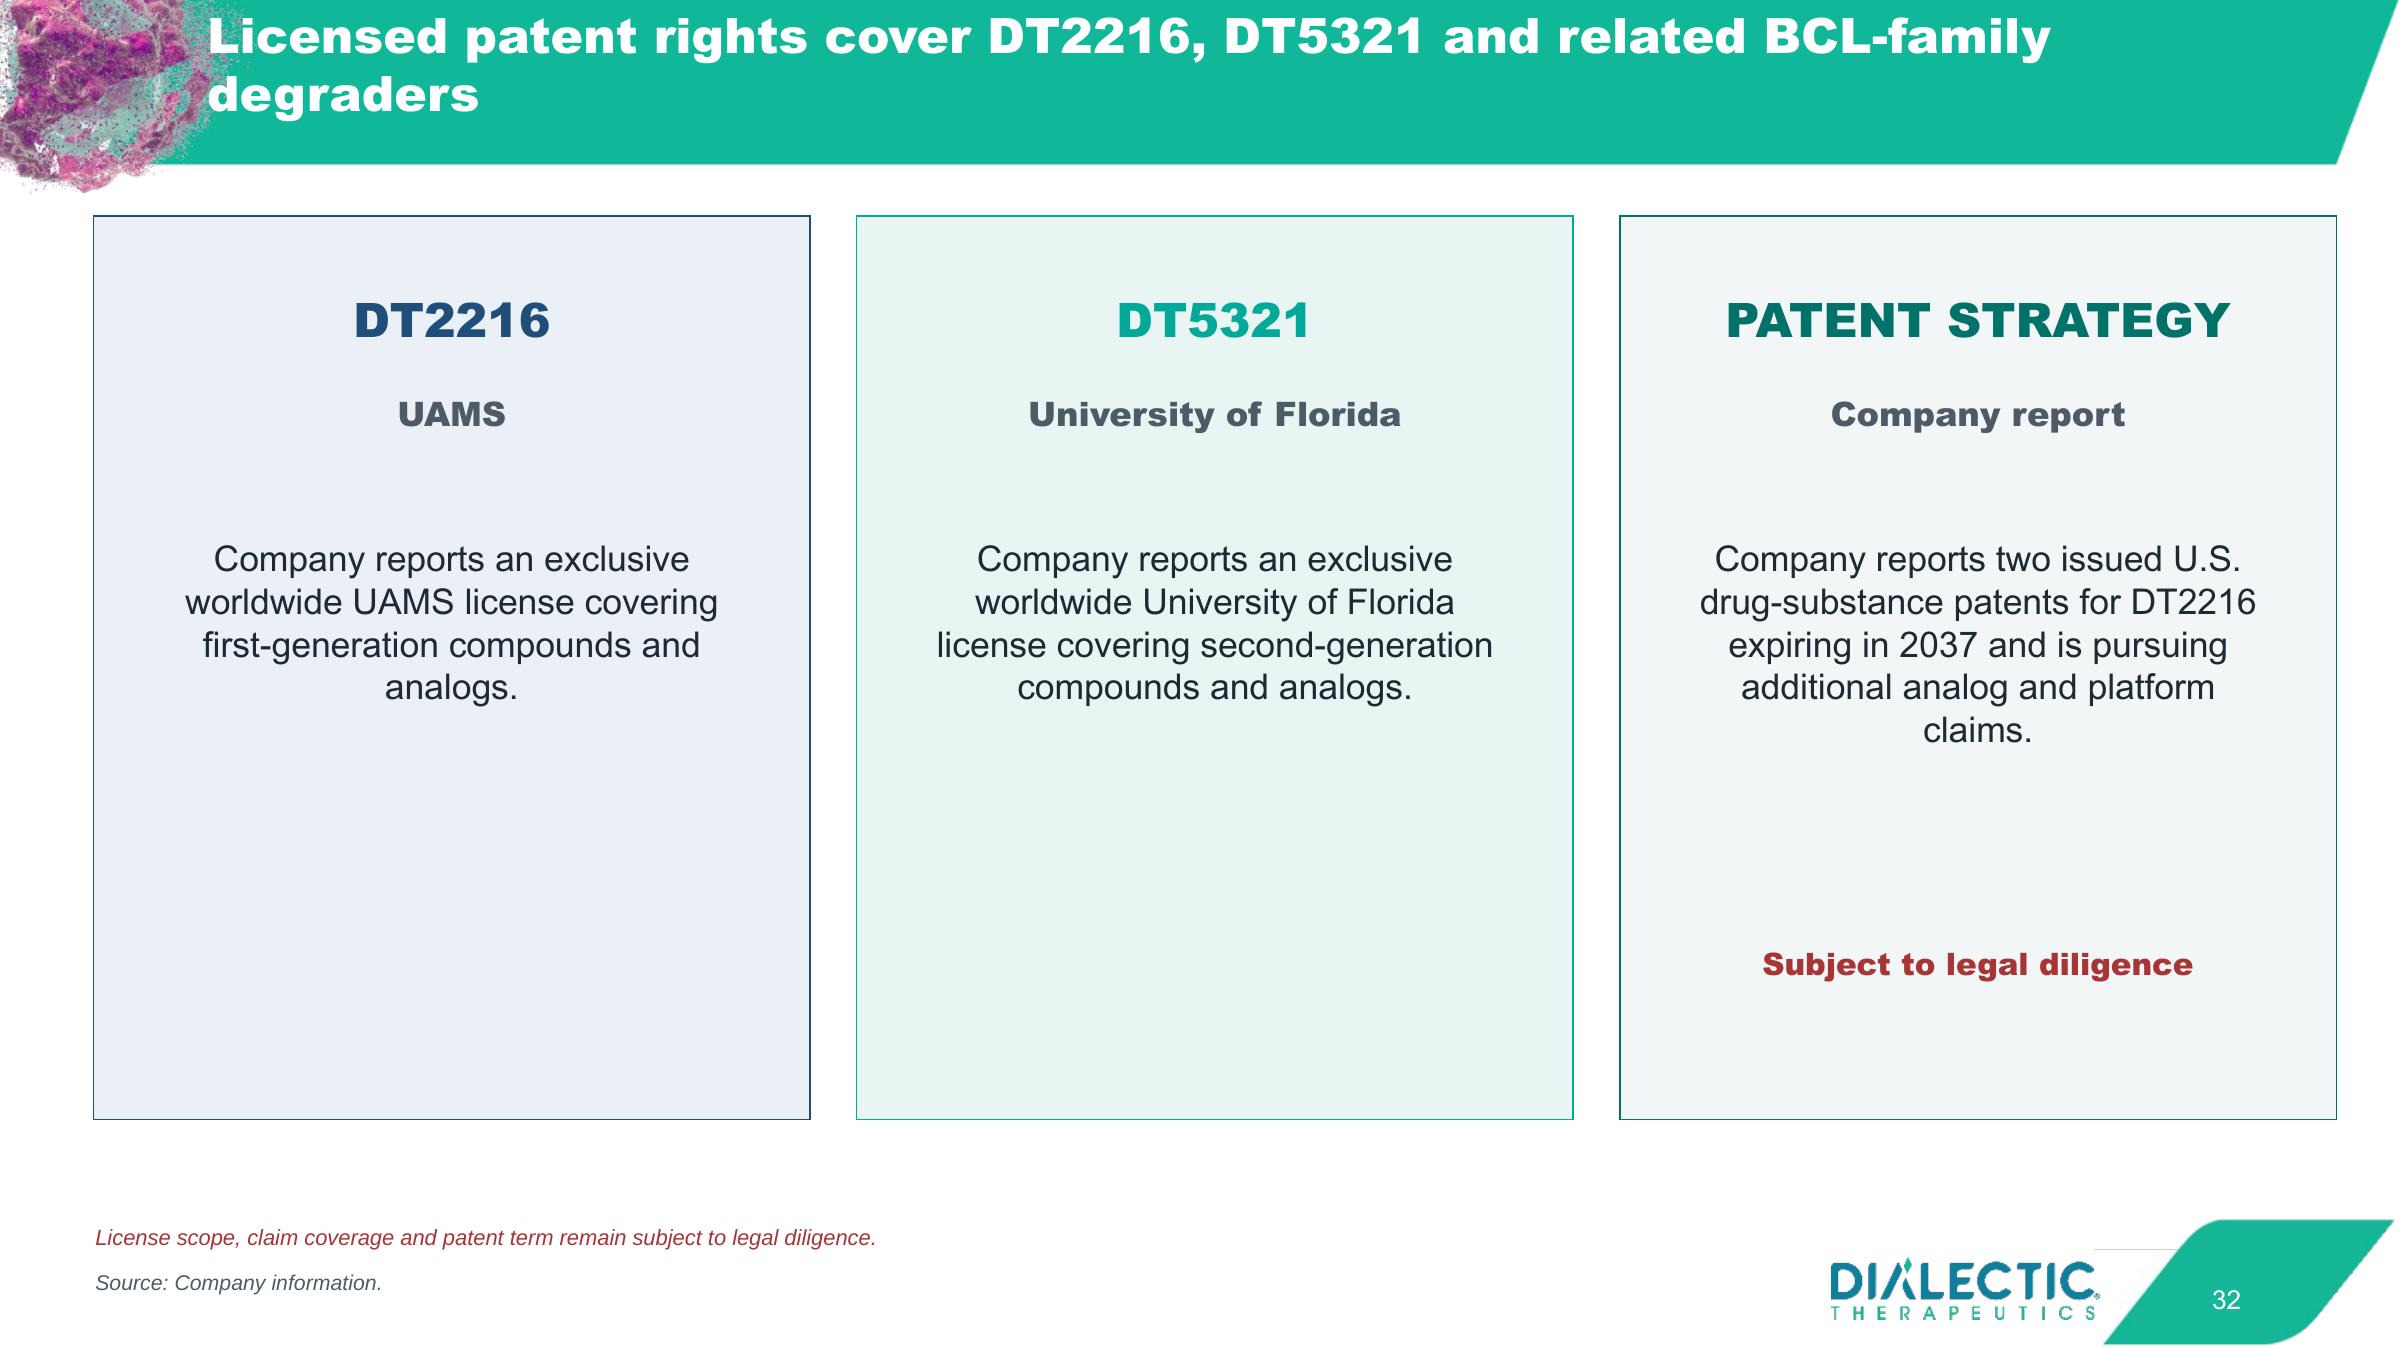 Licensed patent rights cover DT2216, DT5321 and related BCL-family
degraders
DT2216
UAMS
Company reports an exclusive
worldwide UAMS license covering
first-generation compounds and
analogs.
DT5321
University of Florida
Company reports an exclusive
worldwide University of Florida
license covering second-generation
compounds and analogs.
PATENT STRATEGY
Company report
Company reports two issued U.S.
drug-substance patents for DT2216
expiring in 2037 and is pursuing
additional analog and platform
claims.
Subject to legal diligence
License scope, claim coverage and patent term remain subject to legal diligence.
Source: Company information.
DIALECTIC®
THERAPEUTICS
32